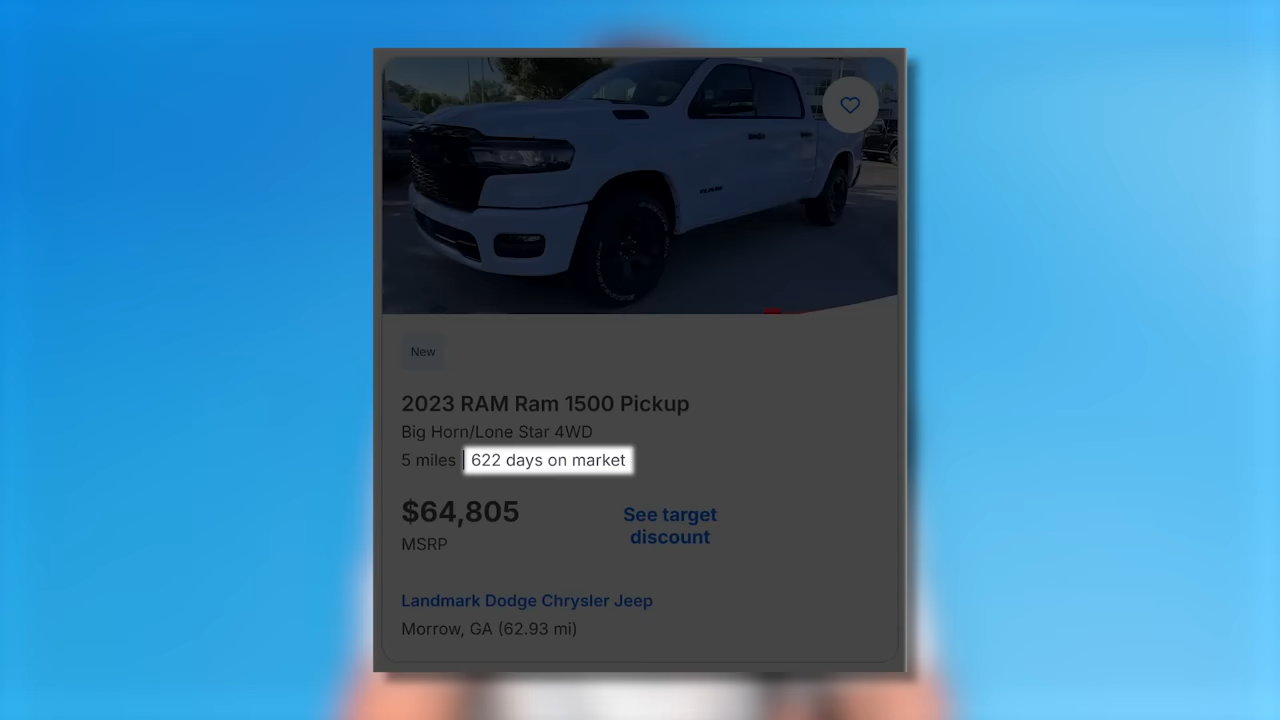 RAM
New
2023 RAM Ram 1500 Pickup
Big Horn/Lone Star 4WD
5 miles | 622 days on market
$64,805
See target
discount
MSRP
Landmark Dodge Chrysler Jeep
Morrow, GA (62.93 mi)